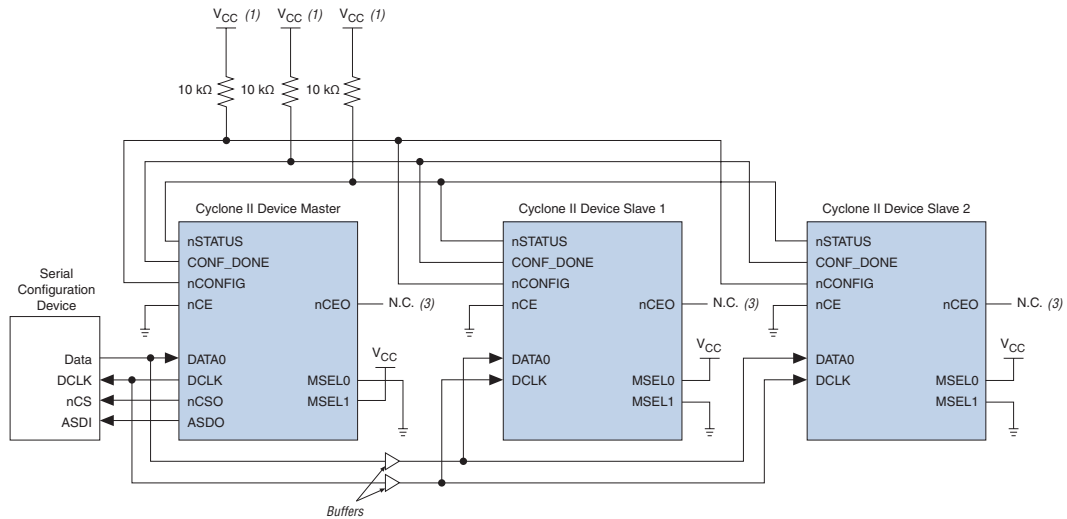 VCC (1) VCC (1) VCC (1)
10 kΩ 10 kΩ 10 kΩ
Cyclone II Device Master
nSTATUS
CONF_DONE
nCONFIG
nCE
nCEO
N.C. (3)
DATA0
DCLK
nCSO
ASDO
MSEL0
MSEL1
VCC
Serial
Configuration
Device
Data
DCLK
nCS
ASDI
Cyclone II Device Slave 1
nSTATUS
CONF_DONE
nCONFIG
nCE
nCEO
N.C. (3)
DATA0
DCLK
MSEL0
MSEL1
VCC
Cyclone II Device Slave 2
nSTATUS
CONF_DONE
nCONFIG
nCE
nCEO
N.C. (3)
DATA0
DCLK
MSEL0
MSEL1
VCC
Buffers